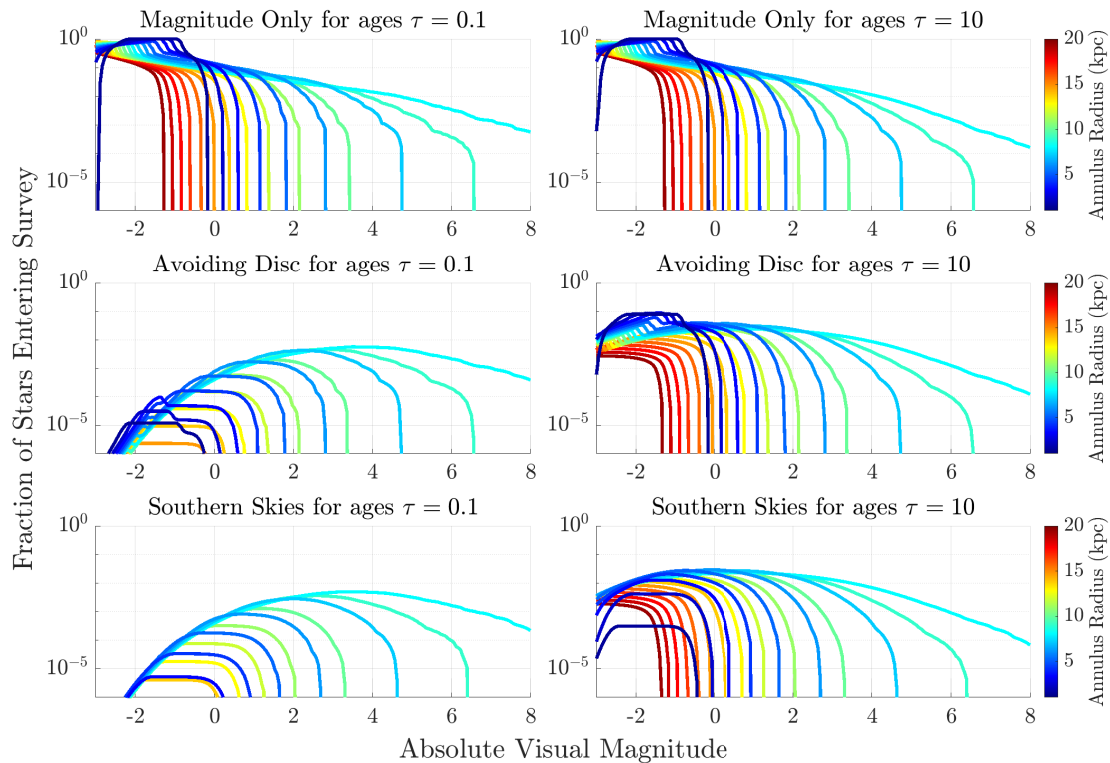 Magnitude Only for ages τ = 0.1
Magnitude Only for ages τ = 10
10^0
10^-5
-2 0 2 4 6 8
10^0
10^-5
-2 0 2 4 6 8
20
15
10
5
Annulus Radius (kpc)
Avoiding Disc for ages τ = 0.1
Avoiding Disc for ages τ = 10
10^0
10^-5
-2 0 2 4 6 8
10^0
10^-5
-2 0 2 4 6 8
20
15
10
5
Annulus Radius (kpc)
Southern Skies for ages τ = 0.1
Southern Skies for ages τ = 10
10^0
10^-5
-2 0 2 4 6 8
10^0
10^-5
-2 0 2 4 6 8
20
15
10
5
Annulus Radius (kpc)
Fraction of Stars Entering Survey
Absolute Visual Magnitude